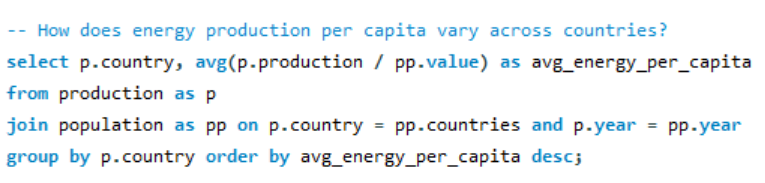 -- How does energy production per capita vary across countries?
select p.country, avg(p.production / pp.value) as avg_energy_per_capita
from production as p
join population as pp on p.country = pp.countries and p.year = pp.year
group by p.country order by avg_energy_per_capita desc;